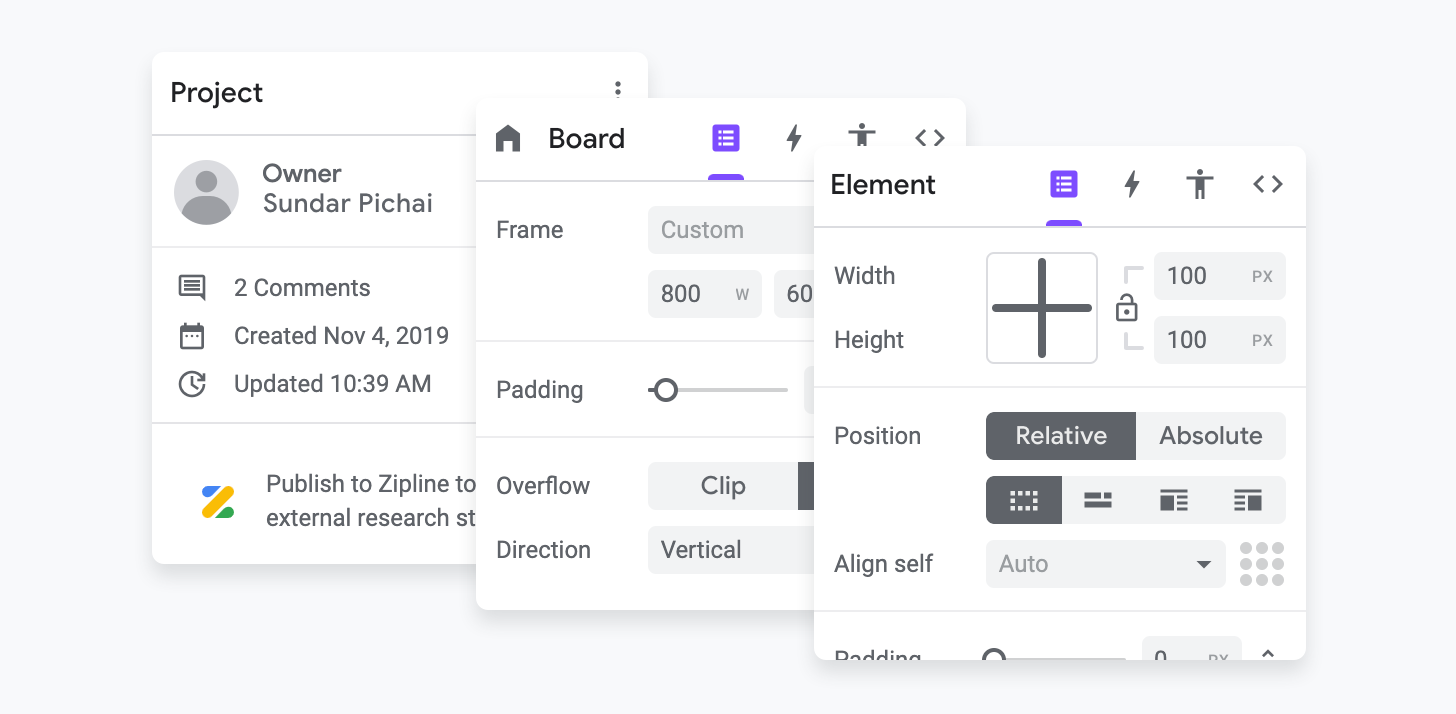 Project
Owner
Sundar Pichai
2 Comments
Created Nov 4, 2019
Updated 10:39 AM
Publish to Zipline to
external research st
Board
Frame
Custom
800 W
60
Padding
Overflow
Clip
Direction
Vertical
Element
Width
100 PX
Height
100 PX
Position
Relative
Absolute
Align self
Auto
Padding
0 PX